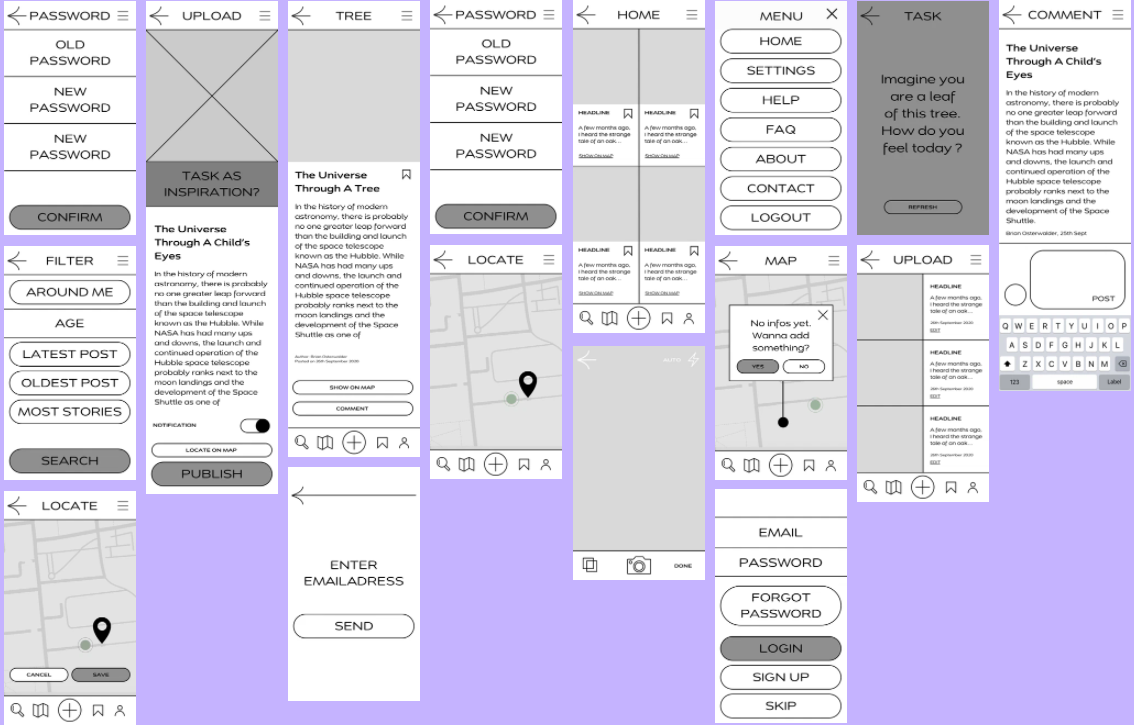 PASSWORD
OLD
PASSWORD
NEW
PASSWORD
NEW
PASSWORD
CONFIRM
FILTER
AROUND ME
AGE
LATEST POST
OLDEST POST
MOST STORIES
SEARCH
LOCATE
CANCEL
SAVE
UPLOAD
TASK AS
INSPIRATION?
The Universe
Through A Child's
Eyes
In the history of modern
astronomy, there is probably
no one greater leap forward
than the building and launch
of the space telescope
known as the Hubble. While
NASA has had many ups
and downs, the launch and
continued operation of the
Hubble space telescope
probably ranks next to the
moon landings and the
development of the Space
Shuttle as one of
NOTIFICATION
LOCATE ON MAP
PUBLISH
TREE
The Universe
Through A Tree
In the history of modern
astronomy, there is probably
no one greater leap forward
than the building and launch
of the space telescope
known as the Hubble. While
NASA has had many ups
and downs, the launch and
continued operation of the
Hubble space telescope
probably ranks next to the
moon landings and the
development of the Space
Shuttle as one of
Author: Brian Osterwalder
Posted on 25th September 2020
SHOW ON MAP
COMMENT
ENTER
EMAILADRESS
SEND
PASSWORD
OLD
PASSWORD
NEW
PASSWORD
NEW
PASSWORD
CONFIRM
LOCATE
HOME
HEADLINE
A few months ago,
I heard the strange
tale of an oak...
SHOW ON MAP
HEADLINE
A few months ago,
I heard the strange
tale of an oak...
SHOW ON MAP
HEADLINE
A few months ago,
I heard the strange
tale of an oak...
SHOW ON MAP
HEADLINE
A few months ago,
I heard the strange
tale of an oak...
SHOW ON MAP
AUTO
DONE
MENU
HOME
SETTINGS
HELP
FAQ
ABOUT
CONTACT
LOGOUT
MAP
No infos yet.
Wanna add
something?
YES
NO
EMAIL
PASSWORD
FORGOT
PASSWORD
LOGIN
SIGN UP
SKIP
TASK
Imagine you
are a leaf
of this tree.
How do you
feel today ?
REFRESH
UPLOAD
HEADLINE
A few months ago,
I heard the strange
tale of an oak...
26th September 2020
EDIT
HEADLINE
A few months ago,
I heard the strange
tale of an oak...
26th September 2020
EDIT
HEADLINE
A few months ago,
I heard the strange
tale of an oak...
26th September 2020
EDIT
COMMENT
The Universe
Through A Child's
Eyes
In the history of modern
astronomy, there is probably
no one greater leap forward
than the building and launch
of the space telescope
known as the Hubble. While
NASA has had many ups
and downs, the launch and
continued operation of the
Hubble space telescope
probably ranks next to the
moon landings and the
development of the Space
Shuttle.
Brian Osterwalder, 25th Sept
POST
Q W E R T Y U I O P
A S D F G H J K L
Z X C V B N M
123 space Label